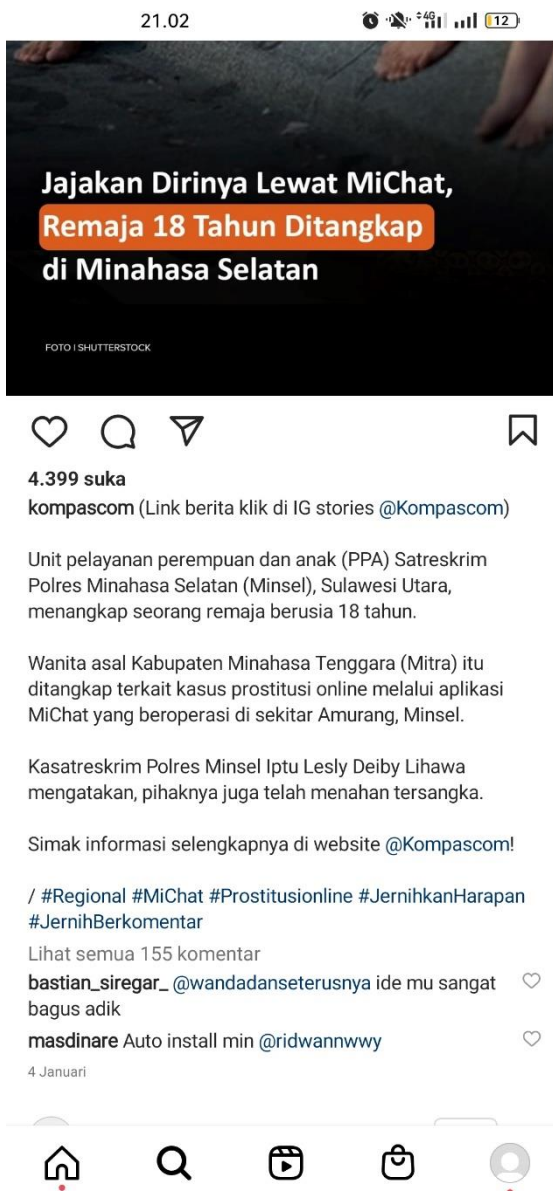 21.02
4G
12
Jajakan Dirinya Lewat MiChat,
Remaja 18 Tahun Ditangkap
di Minahasa Selatan
FOTO I SHUTTERSTOCK
4.399 suka
kompascom (Link berita klik di IG stories @Kompascom)
Unit pelayanan perempuan dan anak (PPA) Satreskrim
Polres Minahasa Selatan (Minsel), Sulawesi Utara,
menangkap seorang remaja berusia 18 tahun.
Wanita asal Kabupaten Minahasa Tenggara (Mitra) itu
ditangkap terkait kasus prostitusi online melalui aplikasi
MiChat yang beroperasi di sekitar Amurang, Minsel.
Kasatreskrim Polres Minsel Iptu Lesly Deiby Lihawa
mengatakan, pihaknya juga telah menahan tersangka.
Simak informasi selengkapnya di website @Kompascom!
/ #Regional #MiChat #Prostitusionline #JernihkanHarapan
#JernihBerkomentar
Lihat semua 155 komentar
bastian_siregar_ @wandadanseterusnya ide mu sangat
bagus adik
masdinare Auto install min @ridwannwwy
4 Januari